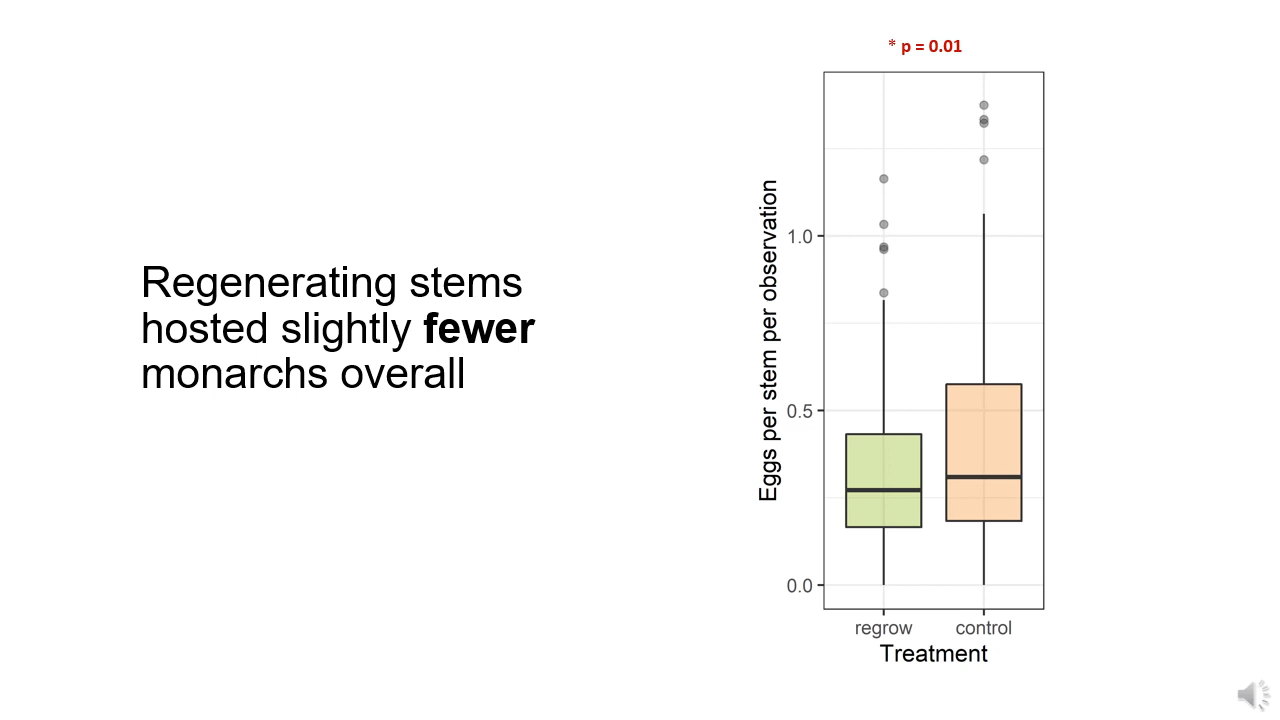 Regenerating stems
hosted slightly fewer
monarchs overall
* p = 0.01
Eggs per stem per observation
1.0
0.5
0.0
regrow control
Treatment